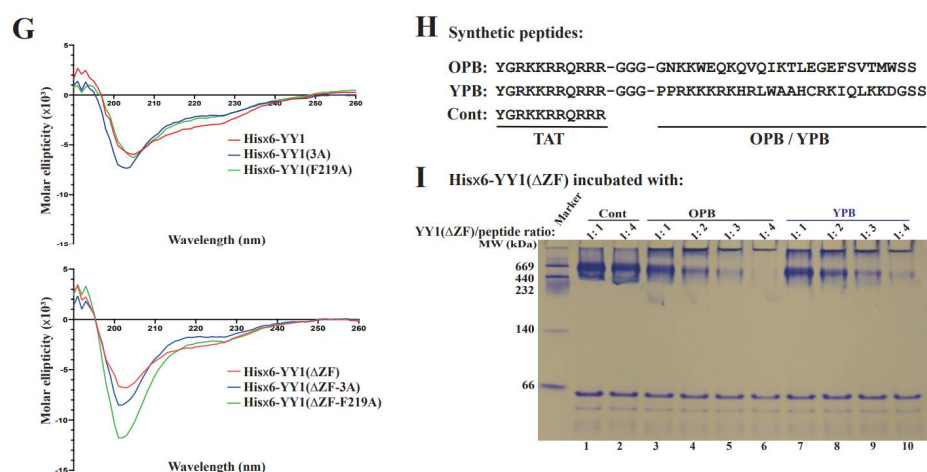 G
Molar ellipticity (x10³)
5
0
-5
-10
-15
200 210 220 230 240 250 260
Hisx6-YY1
Hisx6-YY1(3A)
Hisx6-YY1(F219A)
Wavelength (nm)
Molar ellipticity (x10³)
5
0
-5
-10
-15
200 210 220 230 240 250 260
Hisx6-YY1(ΔZF)
Hisx6-YY1(ΔZF-3A)
Hisx6-YY1(ΔZF-F219A)
Wavelength (nm)
H Synthetic peptides:
OPB: YGRKKRRQRRR-GGG-GNKKWEQKQVQIKTLEGEFSVTMWSS
YPB: YGRKKRRQRRR-GGG-PPRKKKRKHRLWAAHCRKIQLKKDGSS
Cont: YGRKKRRQRRR
TAT OPB / YPB
I Hisx6-YY1(ΔZF) incubated with:
Marker Cont OPB YPB
YY1(ΔZF)/peptide ratio: 1:1 1:4 1:1 1:2 1:3 1:4 1:1 1:2 1:3 1:4
MW (kDa)
669
440
232
140
66
1 2 3 4 5 6 7 8 9 10